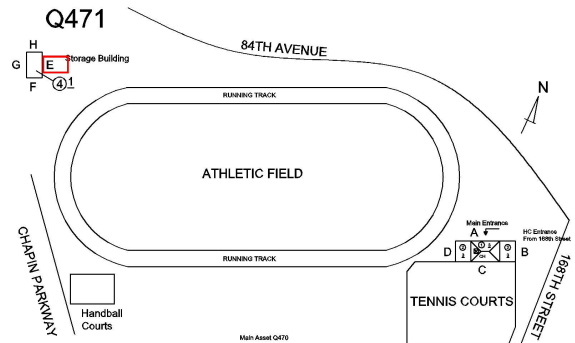 Q471
84TH AVENUE
H
Storage Building
G
E
F
4 1
N
RUNNING TRACK
ATHLETIC FIELD
Main Entrance
A
HC Entrance
From 168th Street
D
B
CH
C
RUNNING TRACK
CHAPIN PARKWAY
168TH STREET
TENNIS COURTS
Handball
Courts
Main Asset Q470